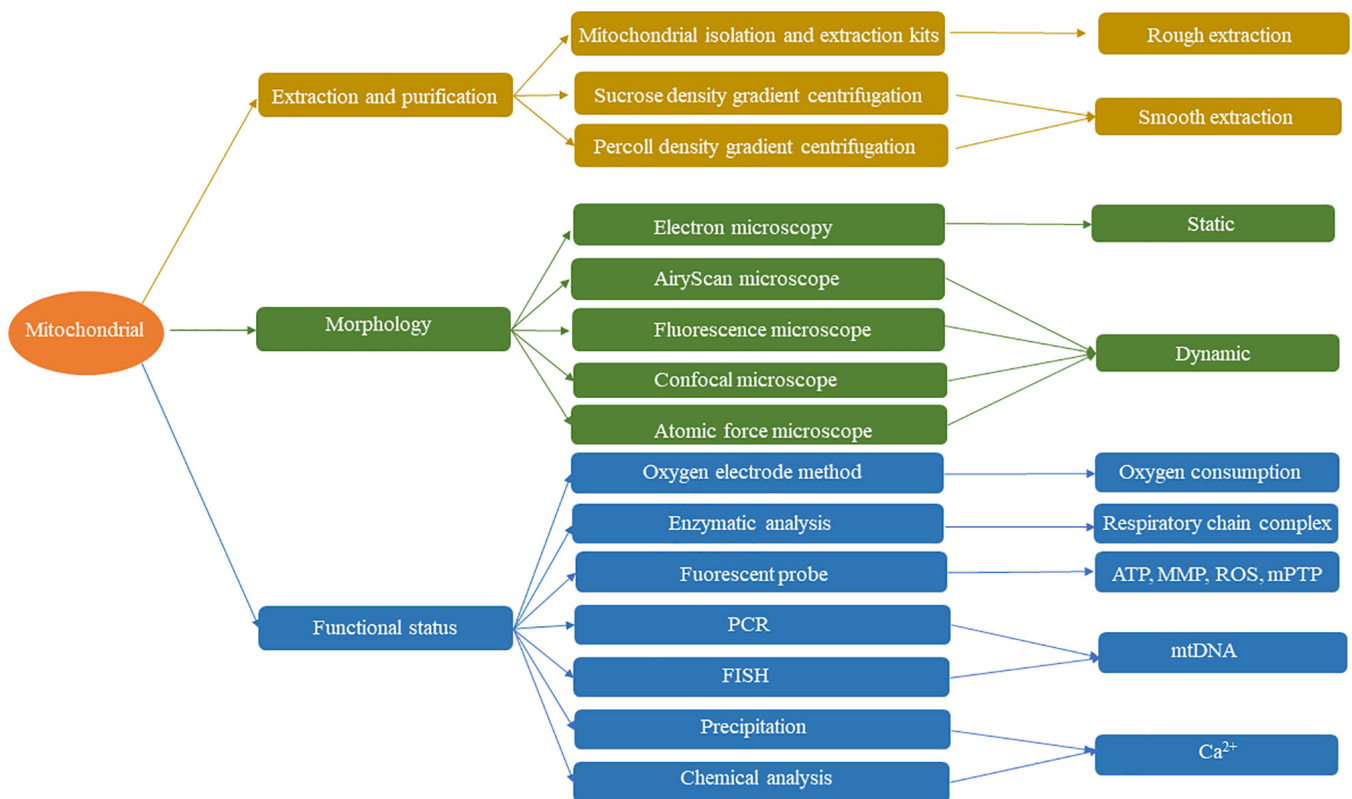 Mitochondrial isolation and extraction kits
Rough extraction
Extraction and purification
Sucrose density gradient centrifugation
Smooth extraction
Percoll density gradient centrifugation
Electron microscopy
Static
AiryScan microscope
Mitochondrial
Morphology
Fluorescence microscope
Dynamic
Confocal microscope
Atomic force microscope
Oxygen electrode method
Oxygen consumption
Enzymatic analysis
Respiratory chain complex
Fuorescent probe
ATP, MMP, ROS, mPTP
Functional status
PCR
mtDNA
FISH
Precipitation
Ca²⁺
Chemical analysis